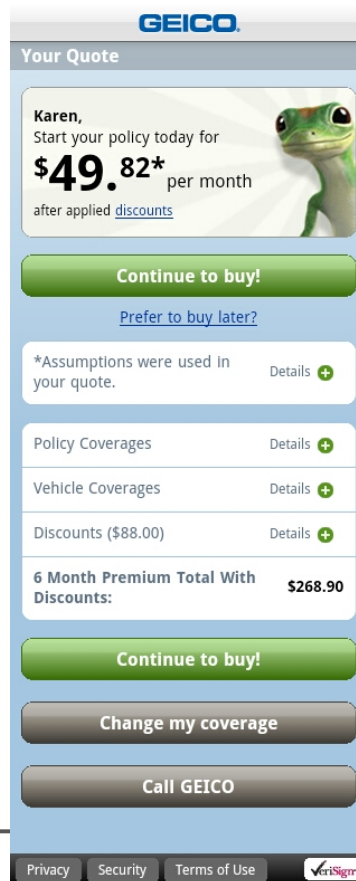 GEICO.
Your Quote
Karen,
Start your policy today for
$49.82* per month
after applied discounts
Continue to buy!
Prefer to buy later?
*Assumptions were used in
your quote.
Details
Policy Coverages
Details
Vehicle Coverages
Details
Discounts ($88.00)
Details
6 Month Premium Total With
Discounts:
$268.90
Continue to buy!
Change my coverage
Call GEICO
Privacy
Security
Terms of Use
VeriSign